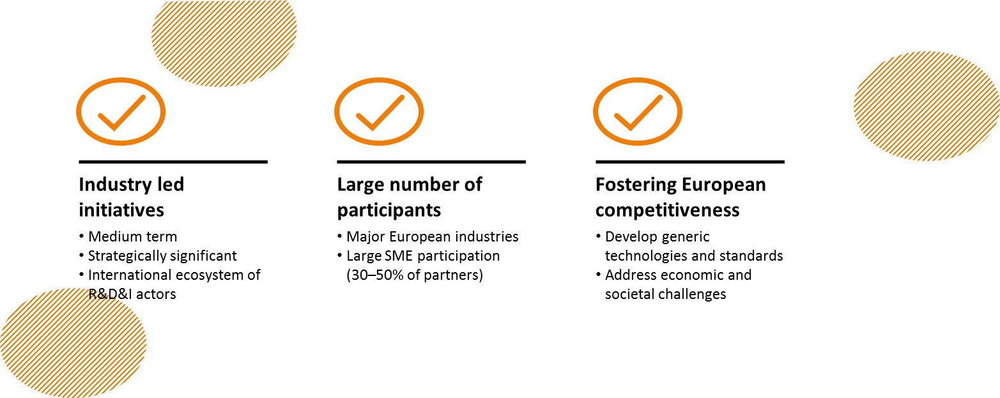 Industry led
initiatives
• Medium term
• Strategically significant
• International ecosystem of
R&D&I actors
Large number of
participants
• Major European industries
• Large SME participation
(30–50% of partners)
Fostering European
competitiveness
• Develop generic
technologies and standards
• Address economic and
societal challenges